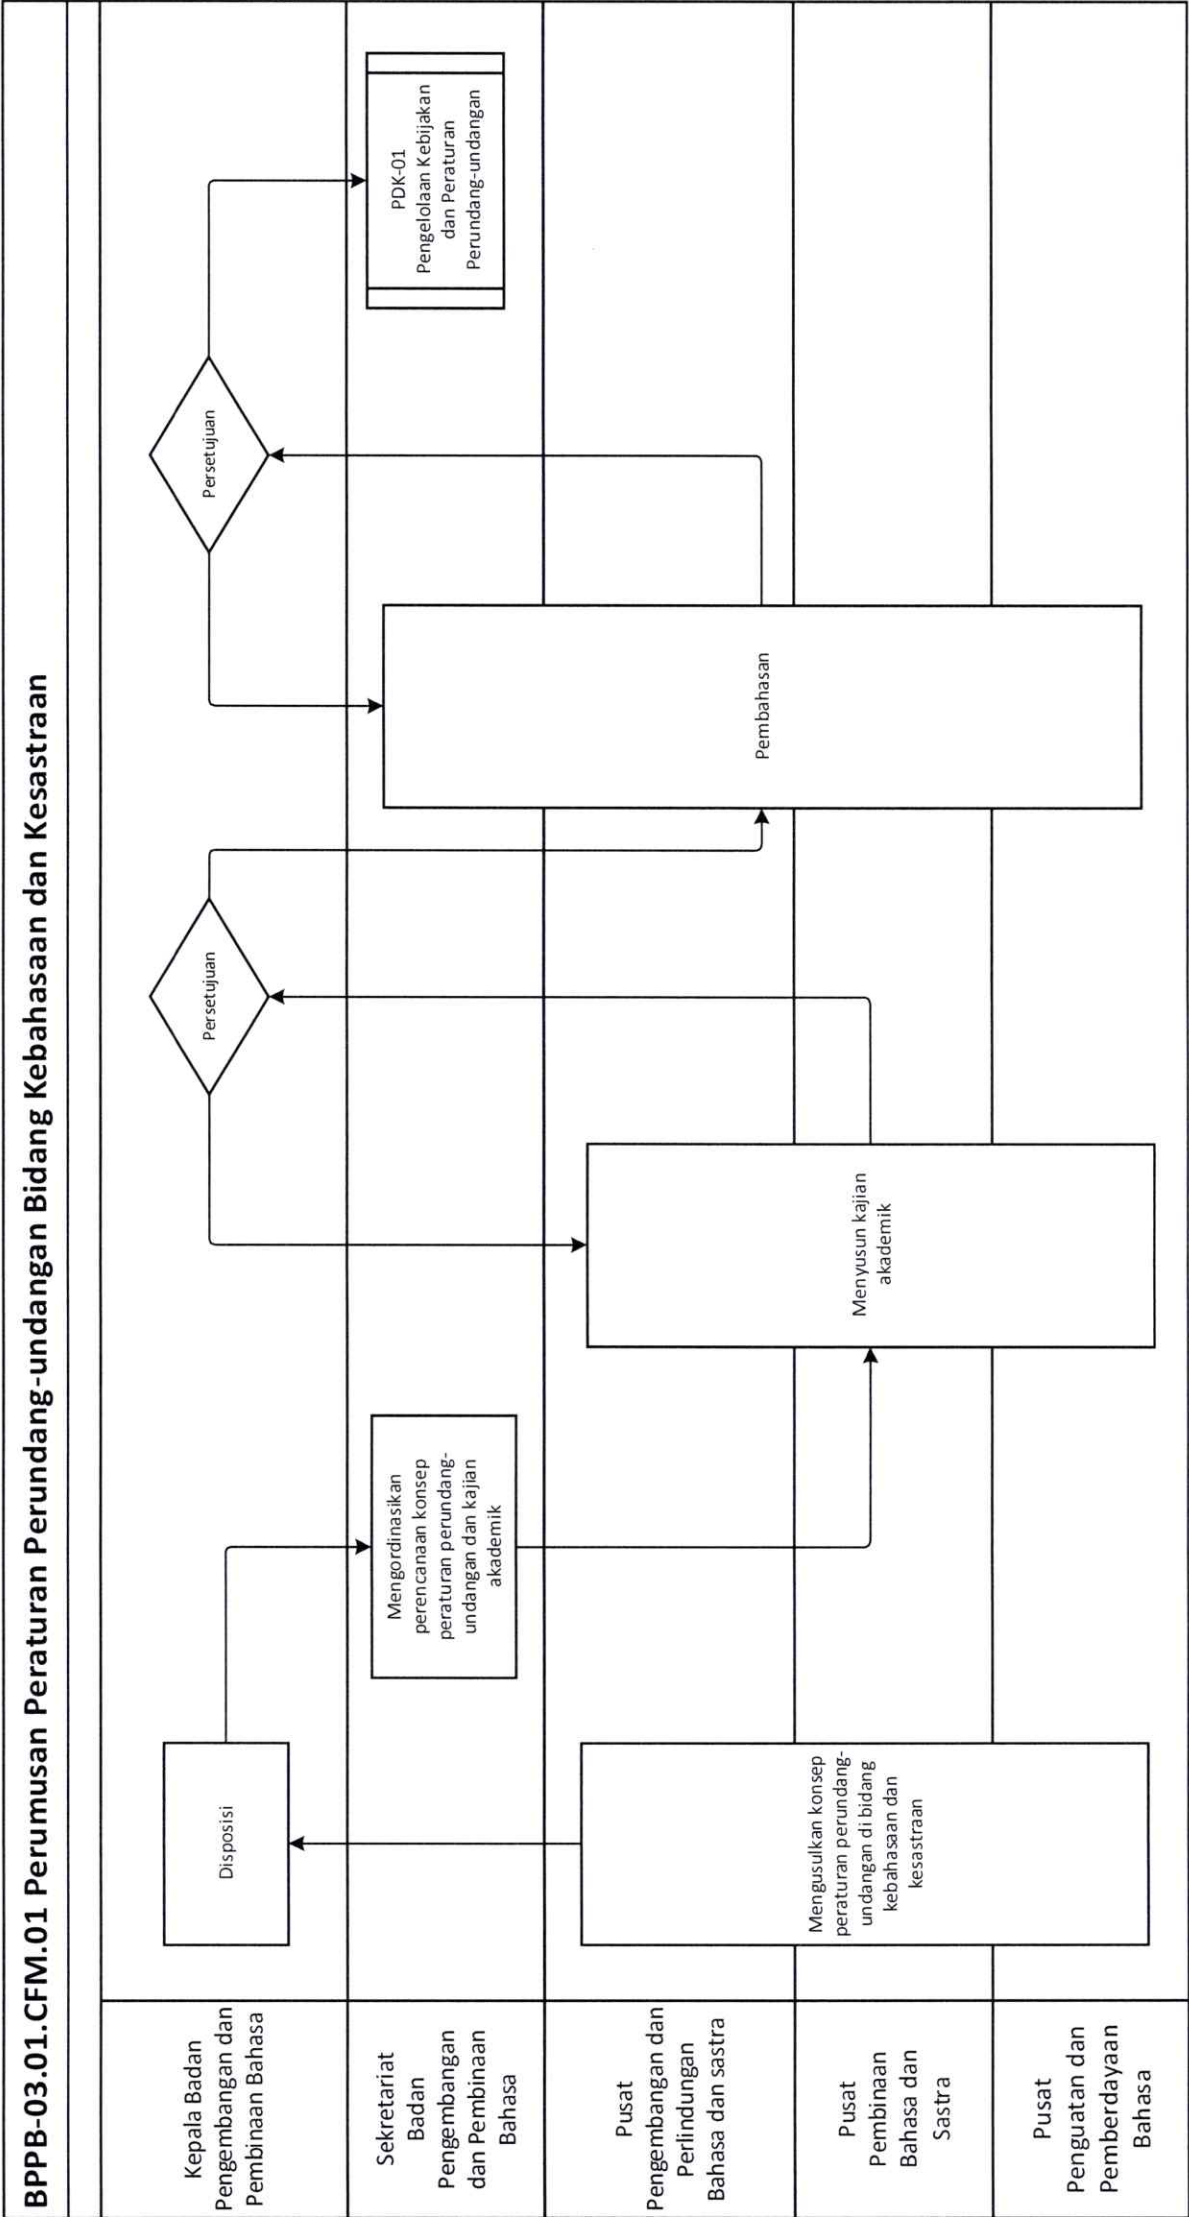 BPPB-03.01.CFM.01 Perumusan Peraturan Perundang-undangan Bidang Kebahasaan dan Kesastraan
Kepala Badan
Pengembangan dan
Pembinaan Bahasa
Disposisi
Persetujuan
Persetujuan
Sekretariat
Badan
Pengembangan
dan Pembinaan
Bahasa
Mengordinasikan
perencanaan konsep
peraturan perundang-
undangan dan kajian
akademik
PDK-01
Pengelolaan Kebijakan
dan Peraturan
Perundang-undangan
Pusat
Pengembangan dan
Perlindungan
Bahasa dan sastra
Pusat
Pembinaan
Bahasa dan
Sastra
Pusat
Penguatan dan
Pemberdayaan
Bahasa
Mengusulkan konsep
peraturan perundang-
undangan di bidang
kebahasaan dan
kesastraan
Menyusun kajian
akademik
Pembahasan